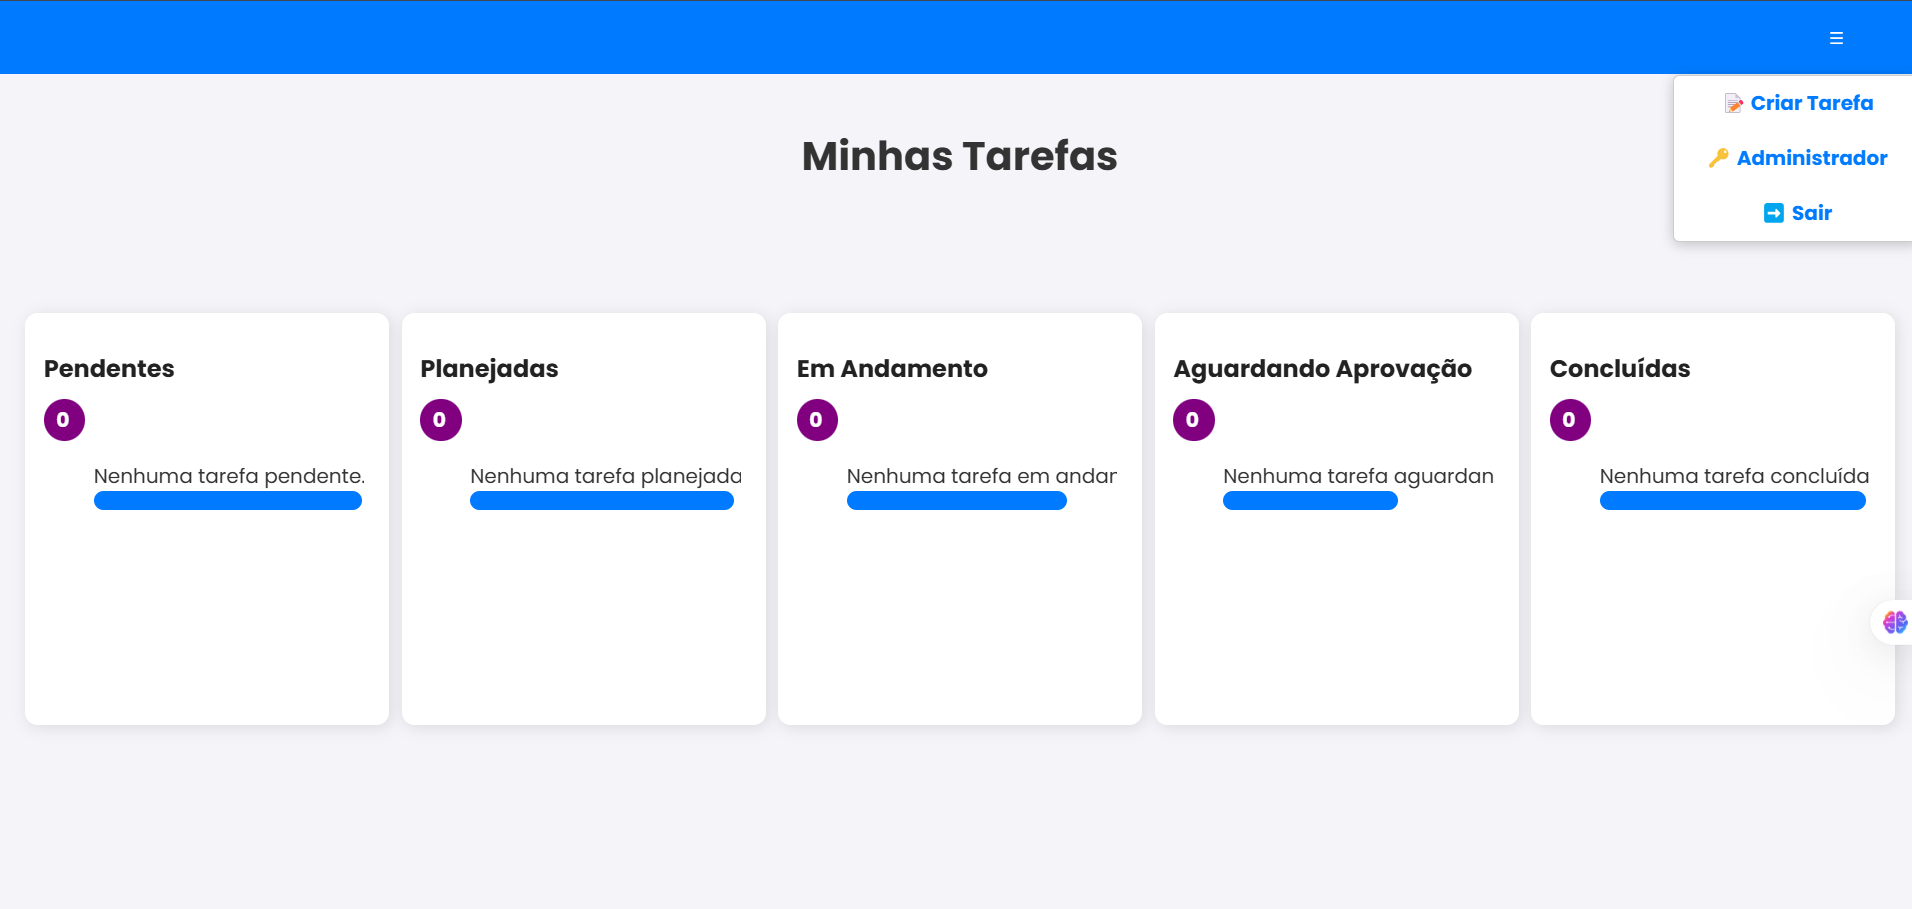 Criar Tarefa
Administrador
Sair
Minhas Tarefas
Pendentes
0
Nenhuma tarefa pendente.
Planejadas
0
Nenhuma tarefa planejada
Em Andamento
0
Nenhuma tarefa em andar
Aguardando Aprovação
0
Nenhuma tarefa aguardan
Concluídas
0
Nenhuma tarefa concluída